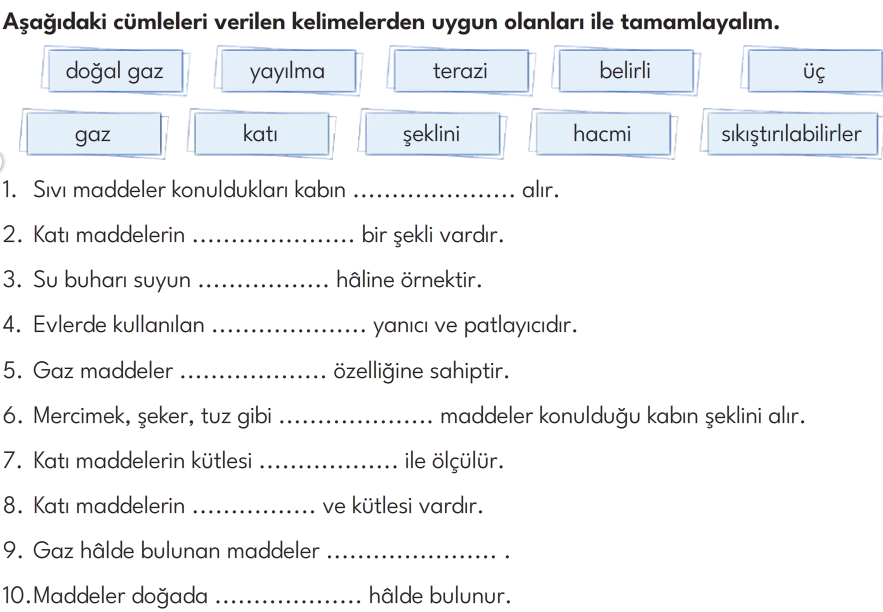 Aşağıdaki cümleleri verilen kelimelerden uygun olanları ile tamamlayalım.
doğal gaz yayılma terazi belirli üç
gaz katı şeklini hacmi sıkıştırılabilirler
1. Sıvı maddeler konuldukları kabın ..................... alır.
2. Katı maddelerin ..................... bir şekli vardır.
3. Su buharı suyun ................. hâline örnektir.
4. Evlerde kullanılan .................... yanıcı ve patlayıcıdır.
5. Gaz maddeler ................... özelliğine sahiptir.
6. Mercimek, şeker, tuz gibi .................... maddeler konulduğu kabın şeklini alır.
7. Katı maddelerin kütlesi .................. ile ölçülür.
8. Katı maddelerin ................ ve kütlesi vardır.
9. Gaz hâlde bulunan maddeler ...................... .
10.Maddeler doğada ................... hâlde bulunur.